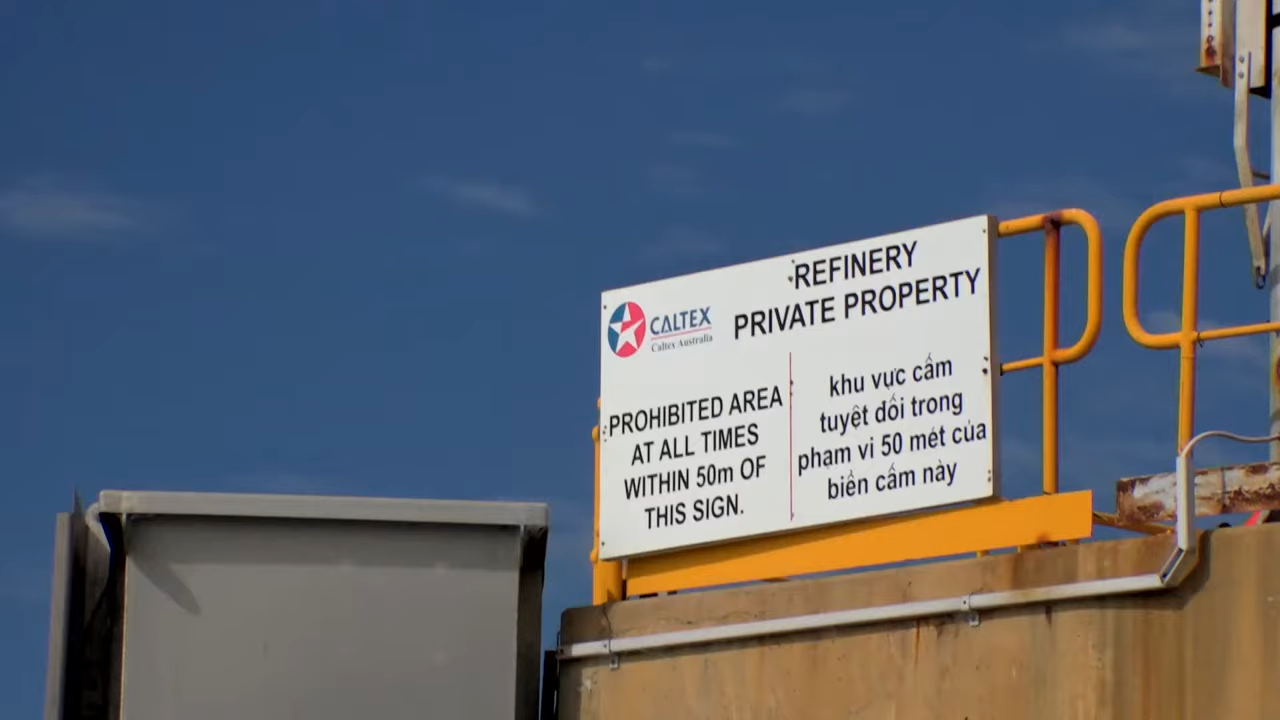 REFINERY
PRIVATE PROPERTY
CALTEX
Caltex Australia
PROHIBITED AREA
AT ALL TIMES
WITHIN 50m OF
THIS SIGN.
khu vực cấm
tuyệt đối trong
phạm vi 50 mét của
biển cấm này